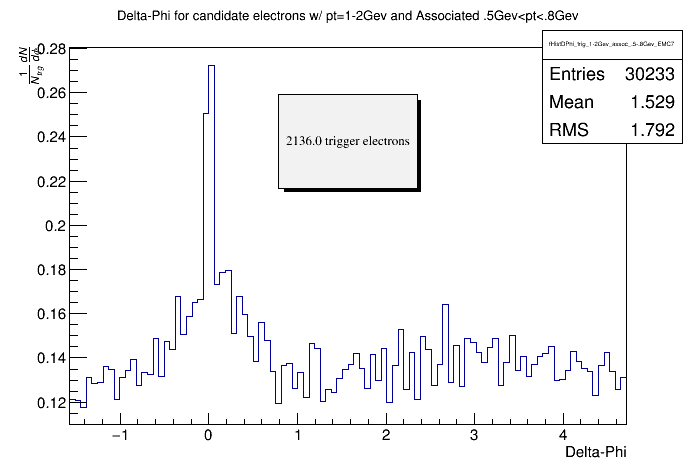 Delta-Phi for candidate electrons w/ pt=1-2Gev and Associated .5Gev<pt<.8Gev
fHistDPhi_trig_1-2Gev_assoc_.5-.8Gev_EMC7
Entries 30233
Mean 1.529
RMS 1.792
2136.0 trigger electrons
1 dN
N trig dϕ
0.28
0.26
0.24
0.22
0.2
0.18
0.16
0.14
0.12
−1 0 1 2 3 4
Delta-Phi